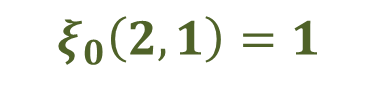 ξ₀(2,1) = 1